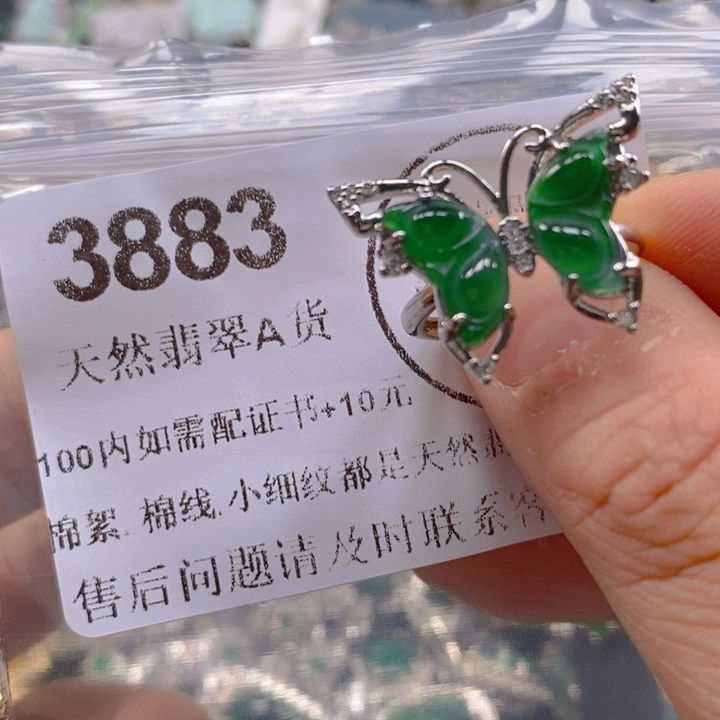 3883
天然翡翠A货
100内如需配证书+10元
棉絮.棉线.小细纹都是天然
售后问题请及时联系